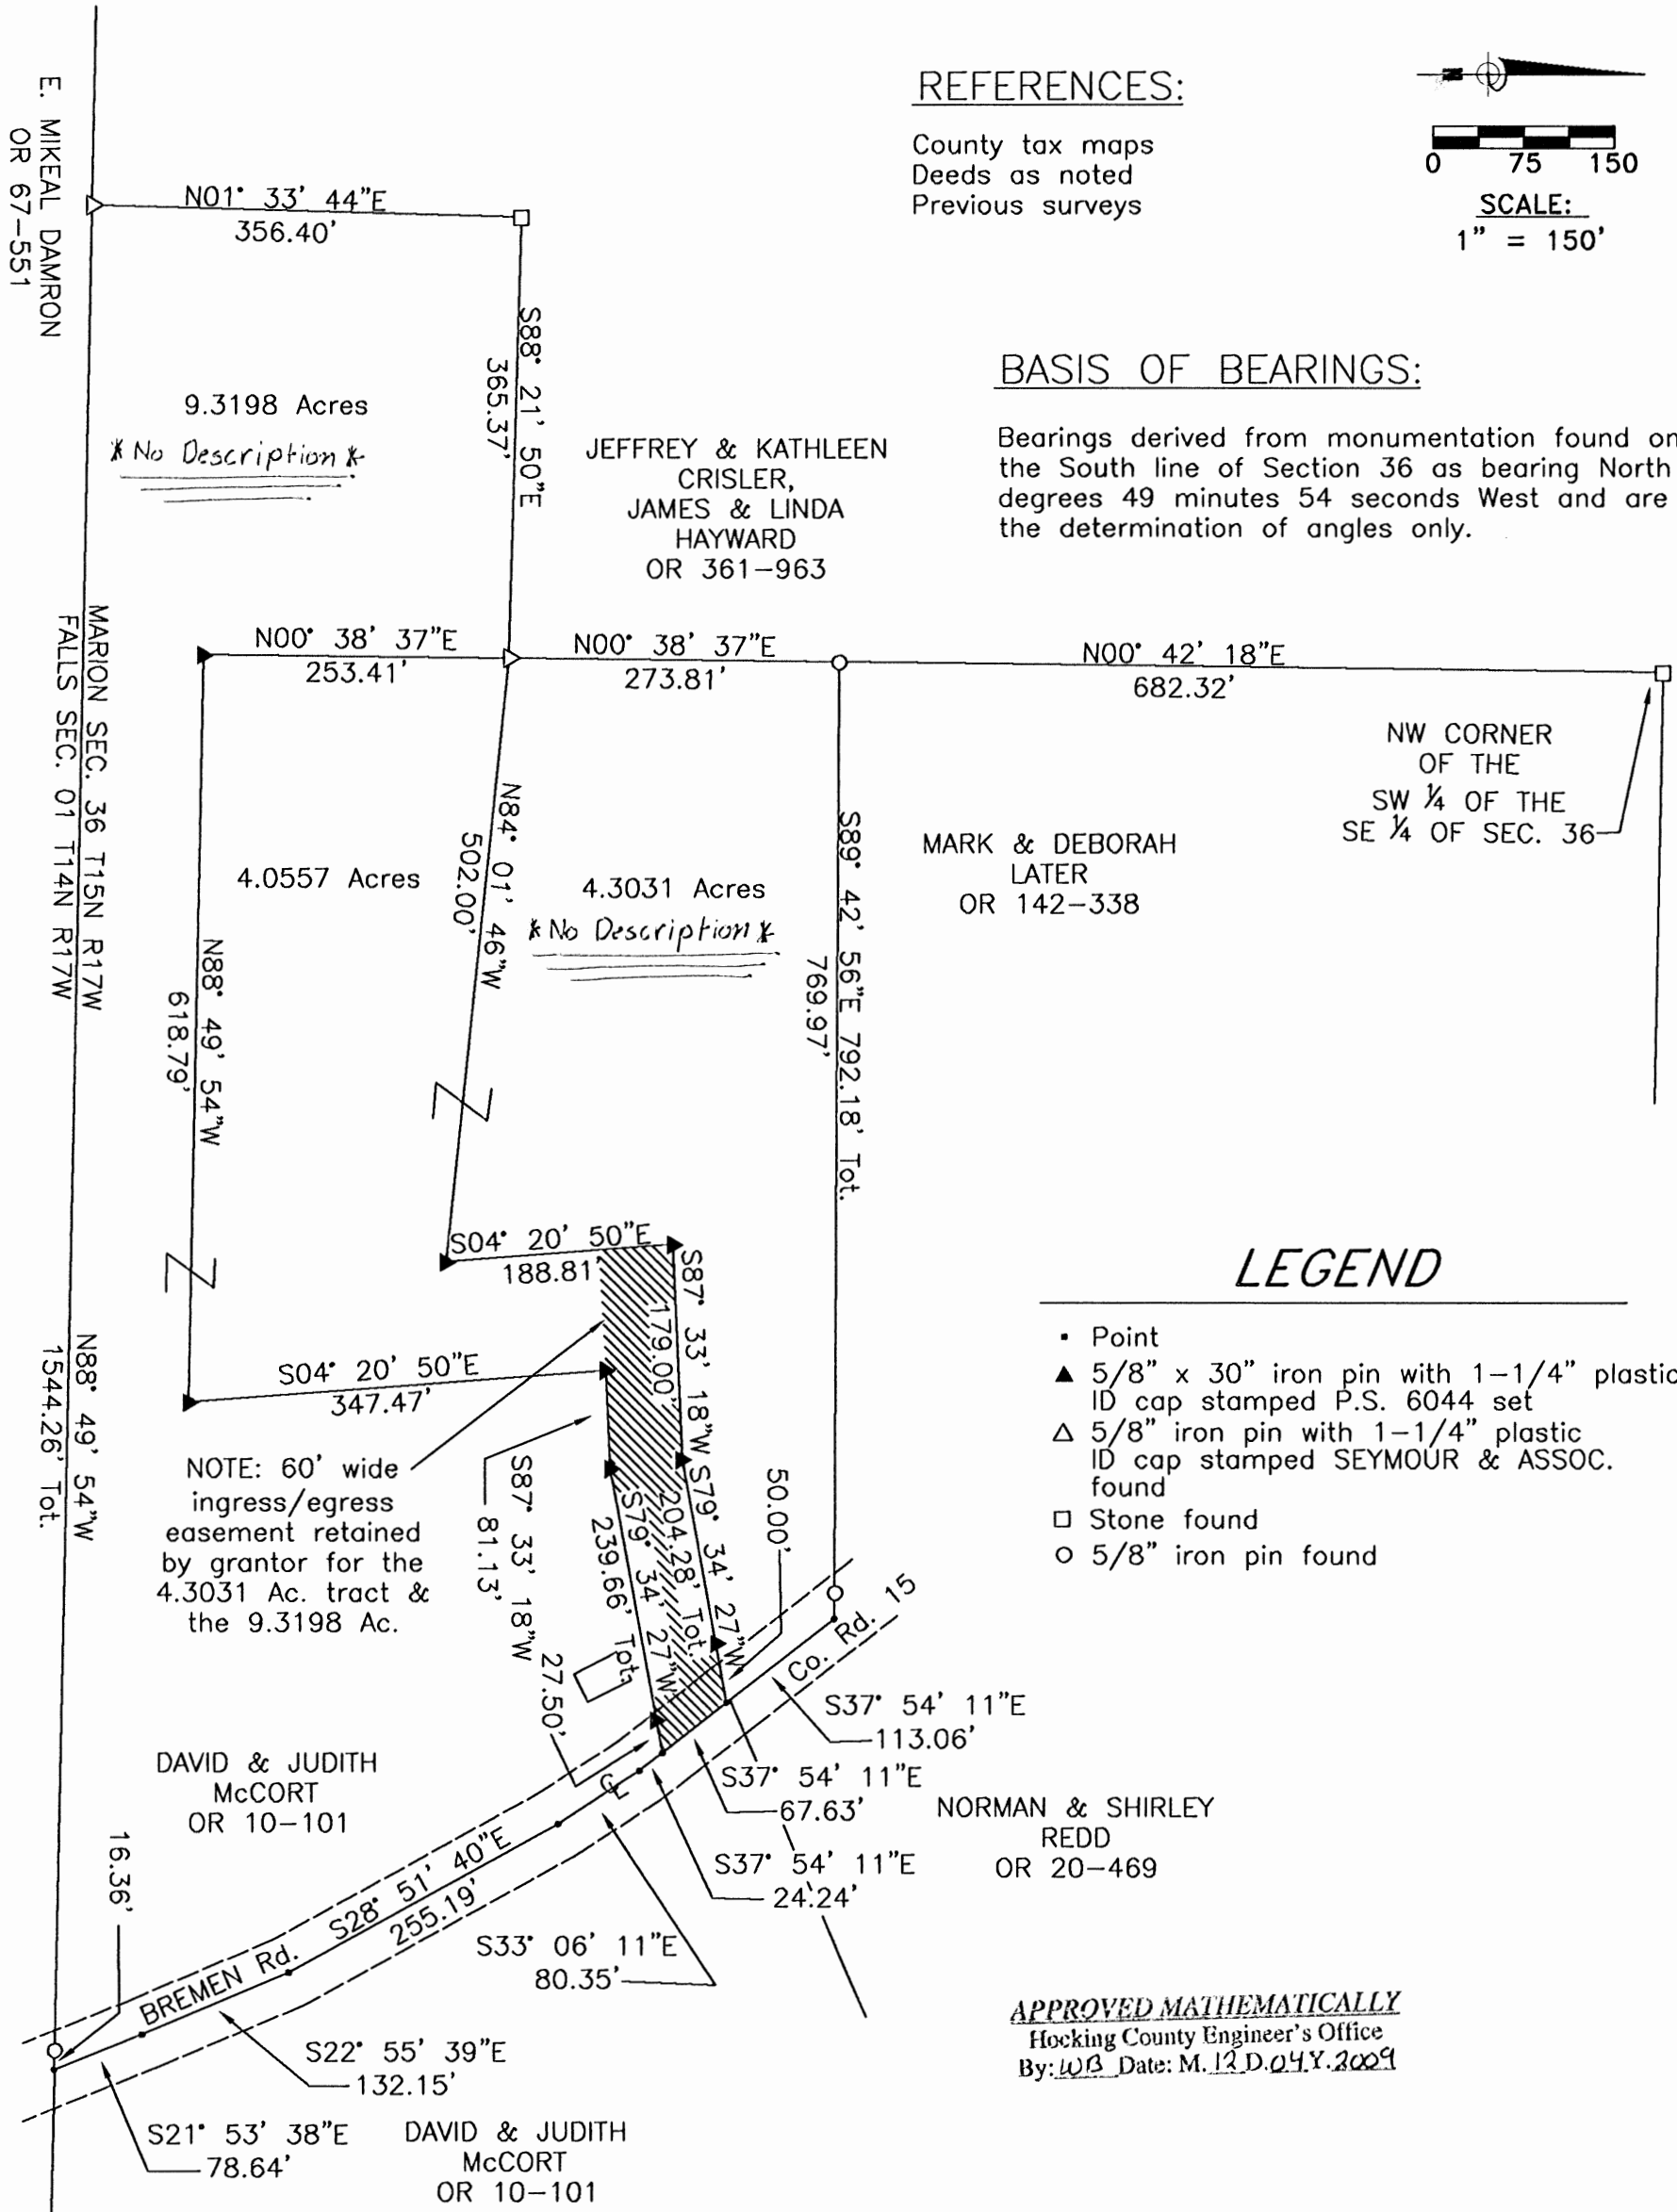 REFERENCES:
County tax maps
Deeds as noted
Previous surveys
N
0 75 150
SCALE:
1" = 150'
E. MIKEAL DAMRON
OR 67-551
N01° 33' 44"E
356.40'
S88° 21' 50"E
365.37'
9.3198 Acres
* No Description *
JEFFREY & KATHLEEN
CRISLER,
JAMES & LINDA
HAYWARD
OR 361-963
BASIS OF BEARINGS:
Bearings derived from monumentation found on
the South line of Section 36 as bearing North
degrees 49 minutes 54 seconds West and are
the determination of angles only.
MARION SEC. 36 T15N R17W
FALLS SEC. 01 T14N R17W
N00° 38' 37"E
253.41'
N00° 38' 37"E
273.81'
N00° 42' 18"E
682.32'
NW CORNER
OF THE
SW ¼ OF THE
SE ¼ OF SEC. 36
4.0557 Acres
N84° 01' 46"W
502.00'
4.3031 Acres
* No Description *
S89° 42' 56"E 792.18' Tot.
769.97'
MARK & DEBORAH
LATER
OR 142-338
N88° 49' 54"W
618.79'
S04° 20' 50"E
188.81'
S87° 33' 18"W
179.00'
S04° 20' 50"E
347.47'
N88° 49' 54"W
1544.26' Tot.
NOTE: 60' wide
ingress/egress
easement retained
by grantor for the
4.3031 Ac. tract &
the 9.3198 Ac.
S87° 33' 18"W
81.13'
S79° 34' 27"W
239.66' Tot.
S79° 34' 27"W
204.28' Tot.
50.00'
27.50'
LEGEND
Point
5/8" x 30" iron pin with 1-1/4" plastic
ID cap stamped P.S. 6044 set
5/8" iron pin with 1-1/4" plastic
ID cap stamped SEYMOUR & ASSOC.
found
Stone found
5/8" iron pin found
Co. Rd. 15
S37° 54' 11"E
113.06'
S37° 54' 11"E
67.63'
S37° 54' 11"E
24.24'
℄
DAVID & JUDITH
McCORT
OR 10-101
NORMAN & SHIRLEY
REDD
OR 20-469
16.36'
S28° 51' 40"E
255.19'
S33° 06' 11"E
80.35'
BREMEN Rd.
S22° 55' 39"E
132.15'
S21° 53' 38"E
78.64'
DAVID & JUDITH
McCORT
OR 10-101
APPROVED MATHEMATICALLY
Hocking County Engineer's Office
By: WB Date: M. 12 D. 04 Y. 2009